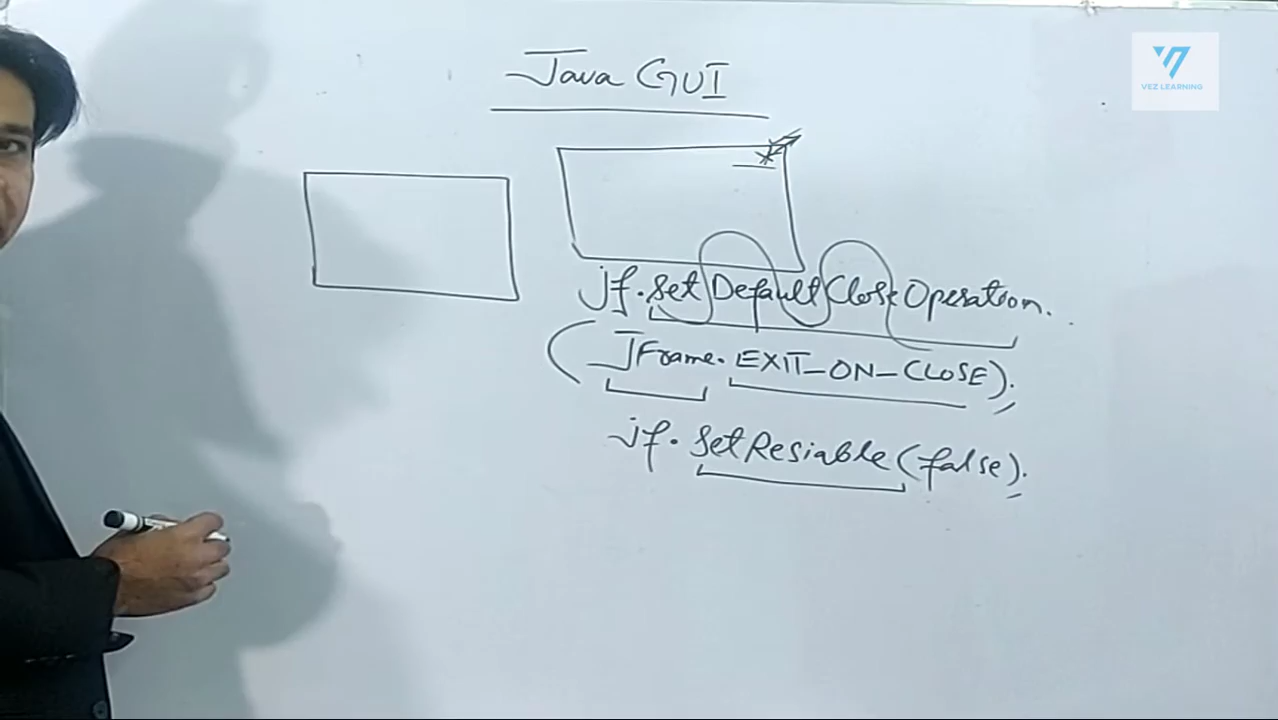 Java GUI
VEZ LEARNING
jf.setDefaultCloseOperation.
(JFrame.EXIT_ON_CLOSE);
jf.setResiable(false);